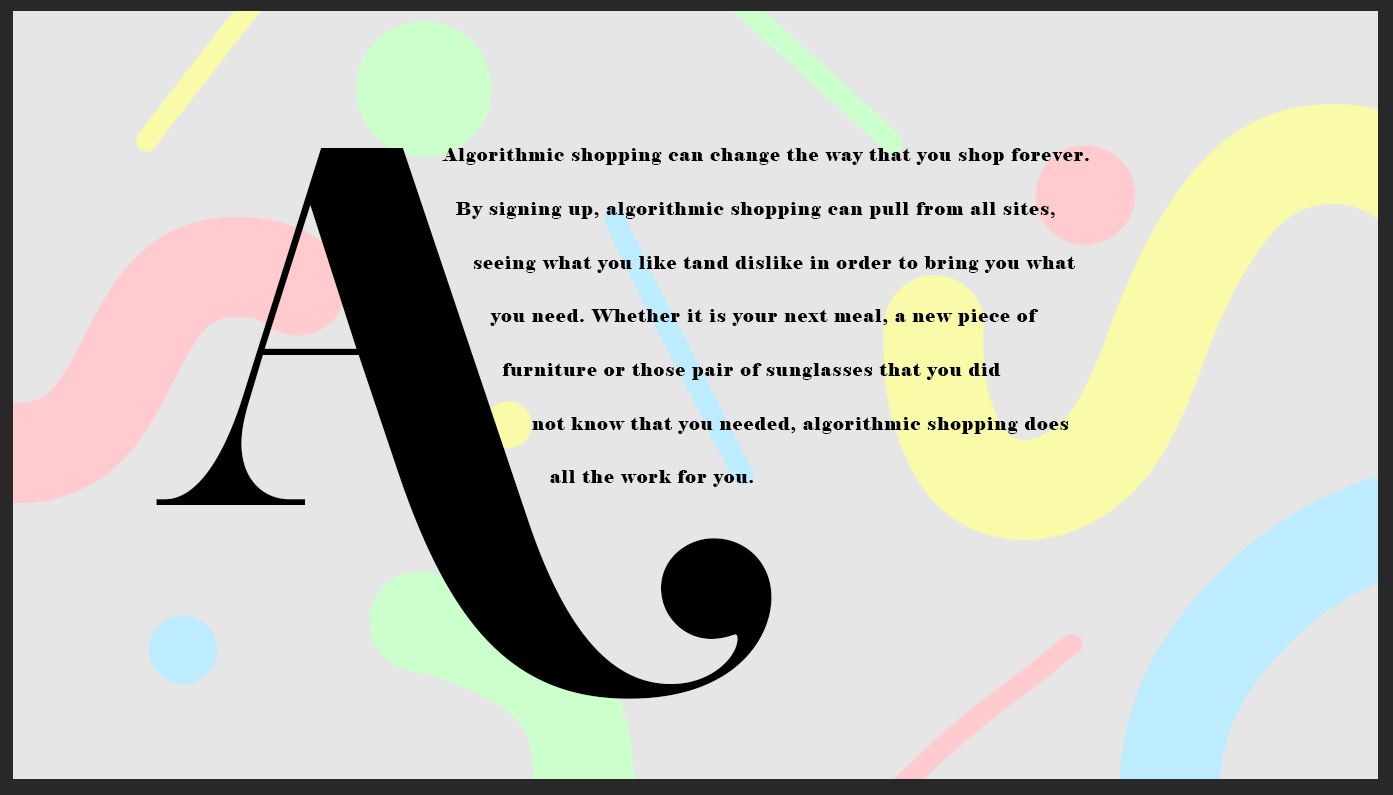 A
Algorithmic shopping can change the way that you shop forever.
By signing up, algorithmic shopping can pull from all sites,
seeing what you like tand dislike in order to bring you what
you need. Whether it is your next meal, a new piece of
furniture or those pair of sunglasses that you did
not know that you needed, algorithmic shopping does
all the work for you.